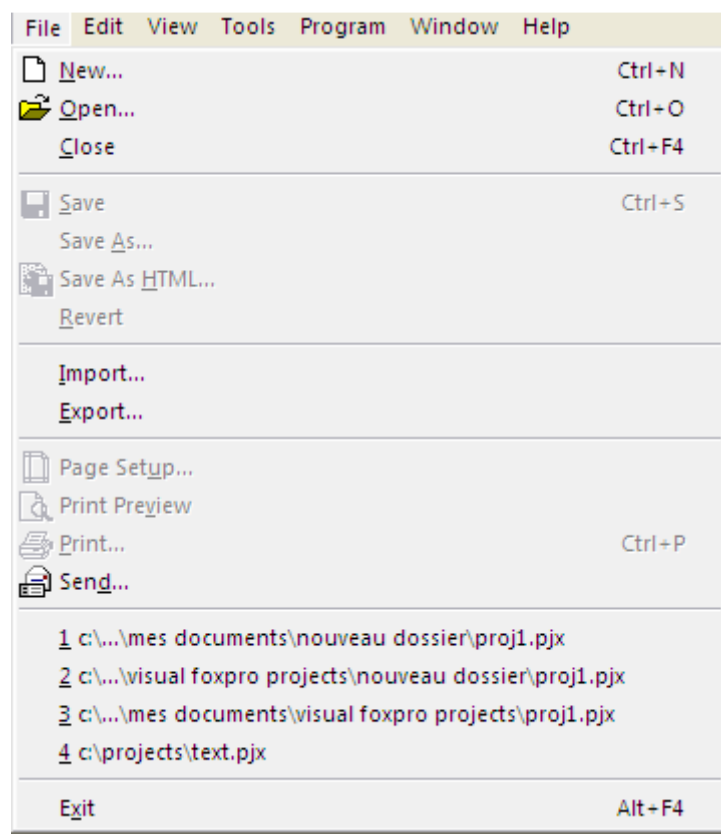 File Edit View Tools Program Window Help
New... Ctrl+N
Open... Ctrl+O
Close Ctrl+F4
Save Ctrl+S
Save As...
Save As HTML...
Revert
Import...
Export...
Page Setup...
Print Preview
Print... Ctrl+P
Send...
1 c:\...\mes documents\nouveau dossier\proj1.pjx
2 c:\...\visual foxpro projects\nouveau dossier\proj1.pjx
3 c:\...\mes documents\visual foxpro projects\proj1.pjx
4 c:\projects\text.pjx
Exit Alt+F4